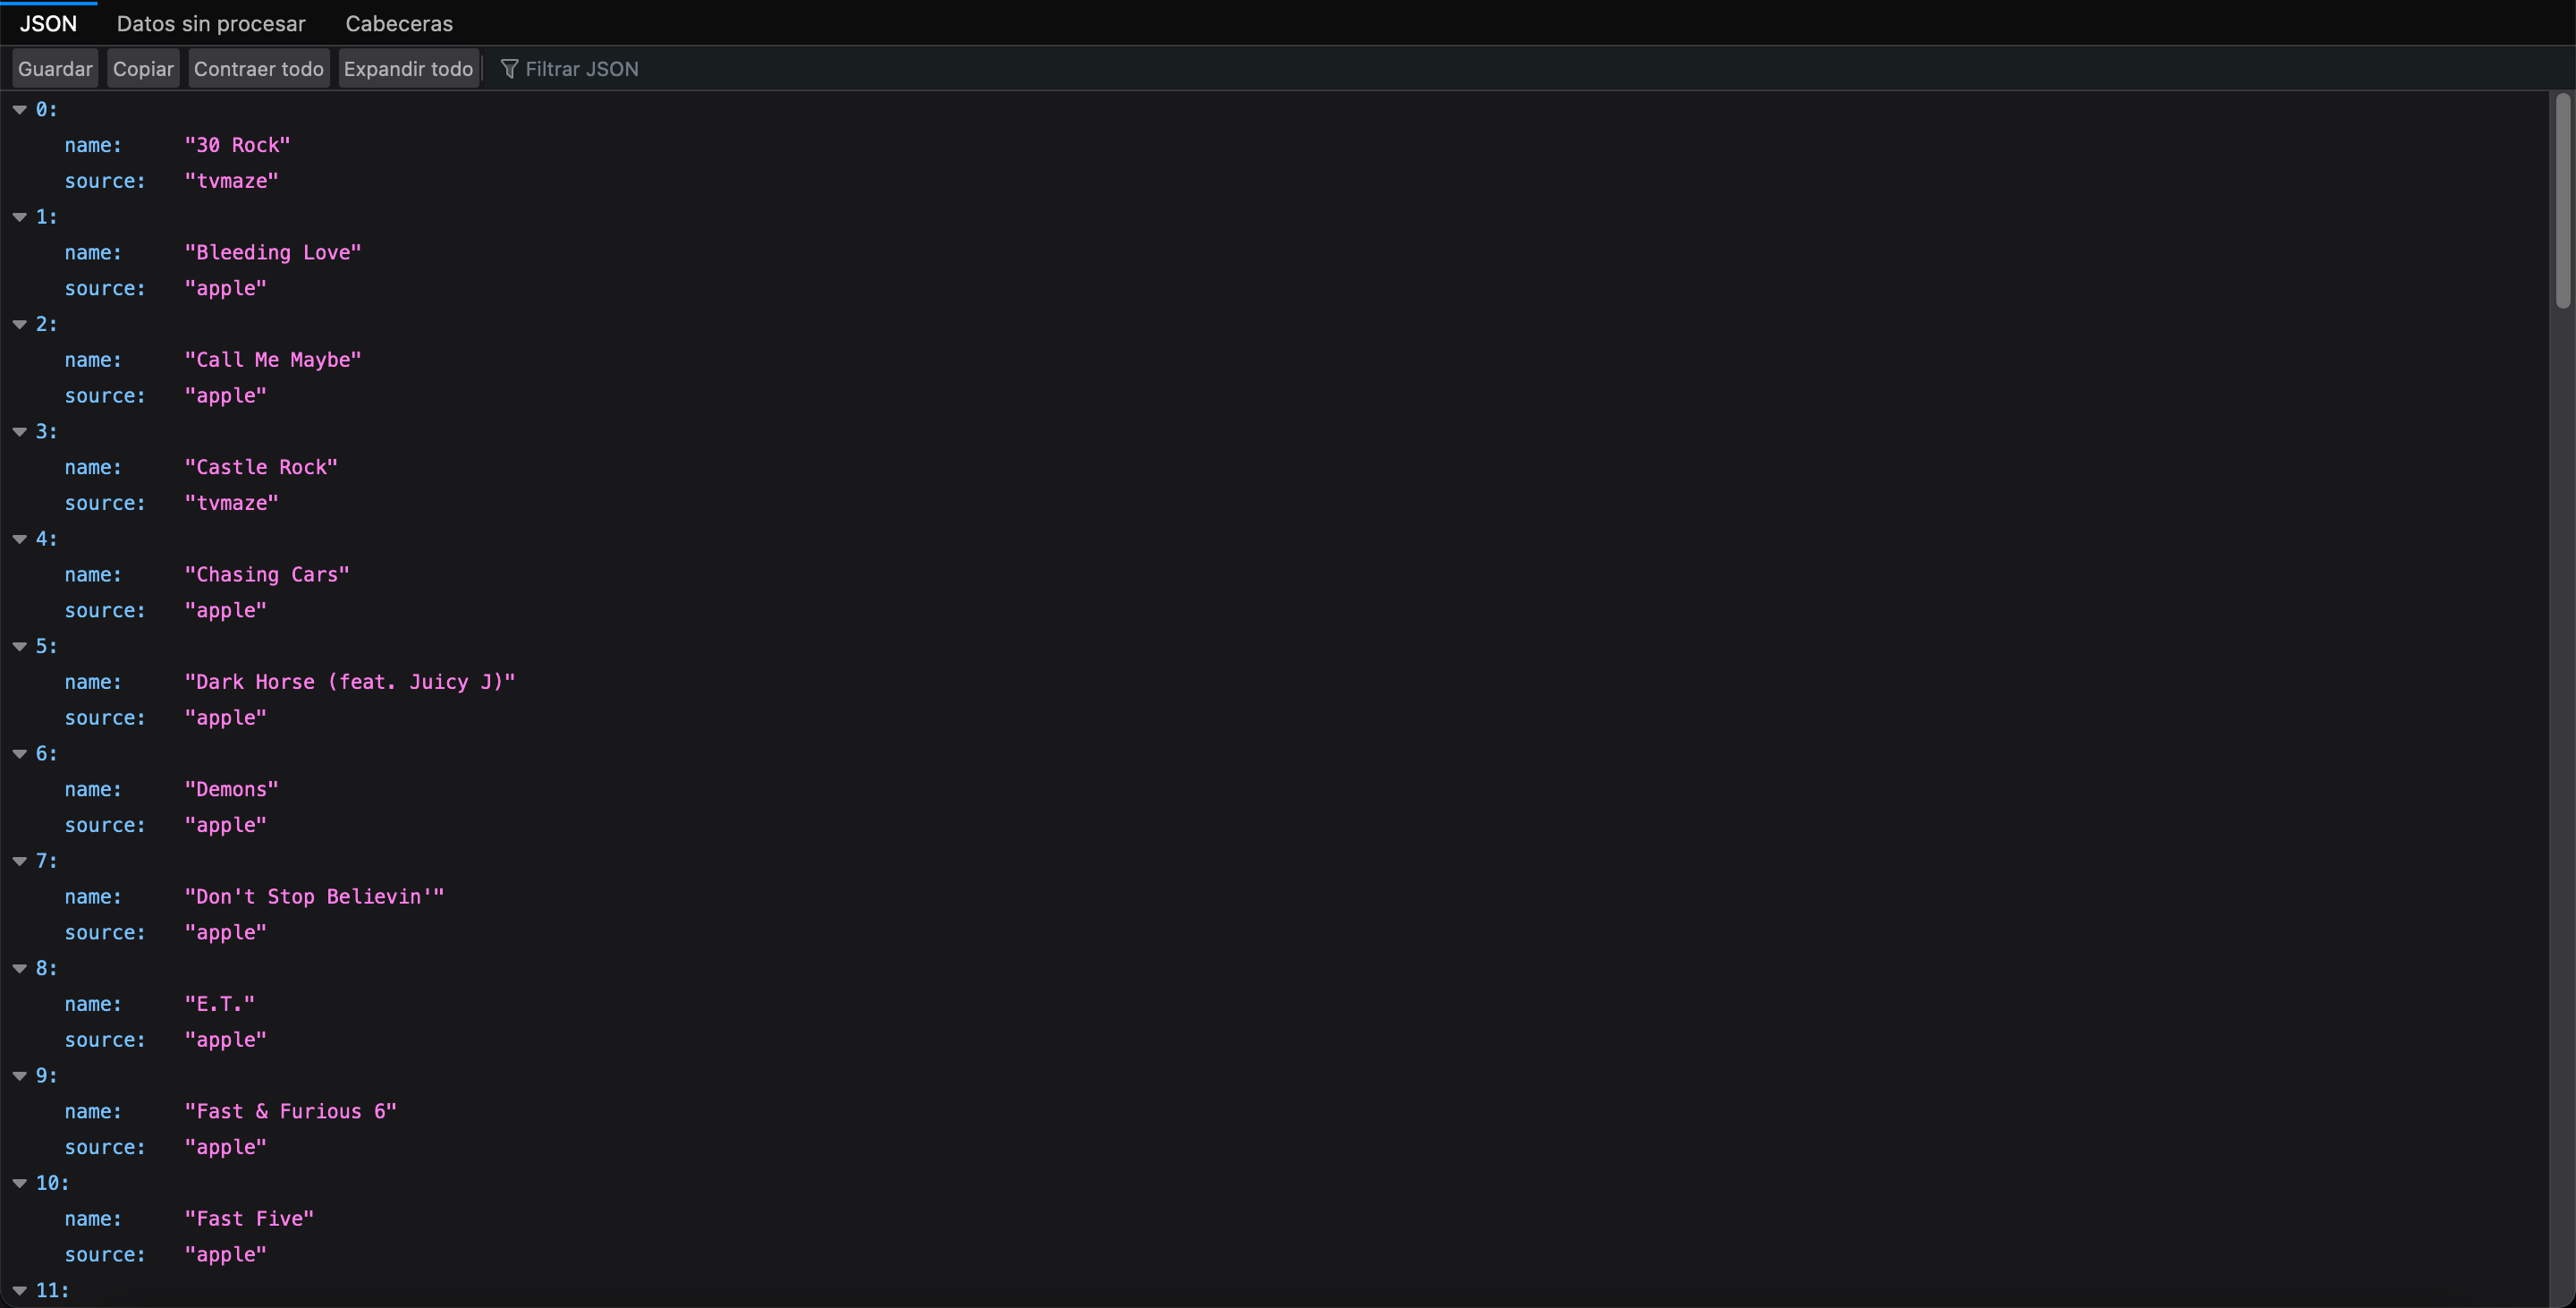 JSON Datos sin procesar Cabeceras
Guardar Copiar Contraer todo Expandir todo Filtrar JSON
0:
name: "30 Rock"
source: "tvmaze"
1:
name: "Bleeding Love"
source: "apple"
2:
name: "Call Me Maybe"
source: "apple"
3:
name: "Castle Rock"
source: "tvmaze"
4:
name: "Chasing Cars"
source: "apple"
5:
name: "Dark Horse (feat. Juicy J)"
source: "apple"
6:
name: "Demons"
source: "apple"
7:
name: "Don't Stop Believin'"
source: "apple"
8:
name: "E.T."
source: "apple"
9:
name: "Fast & Furious 6"
source: "apple"
10:
name: "Fast Five"
source: "apple"
11: